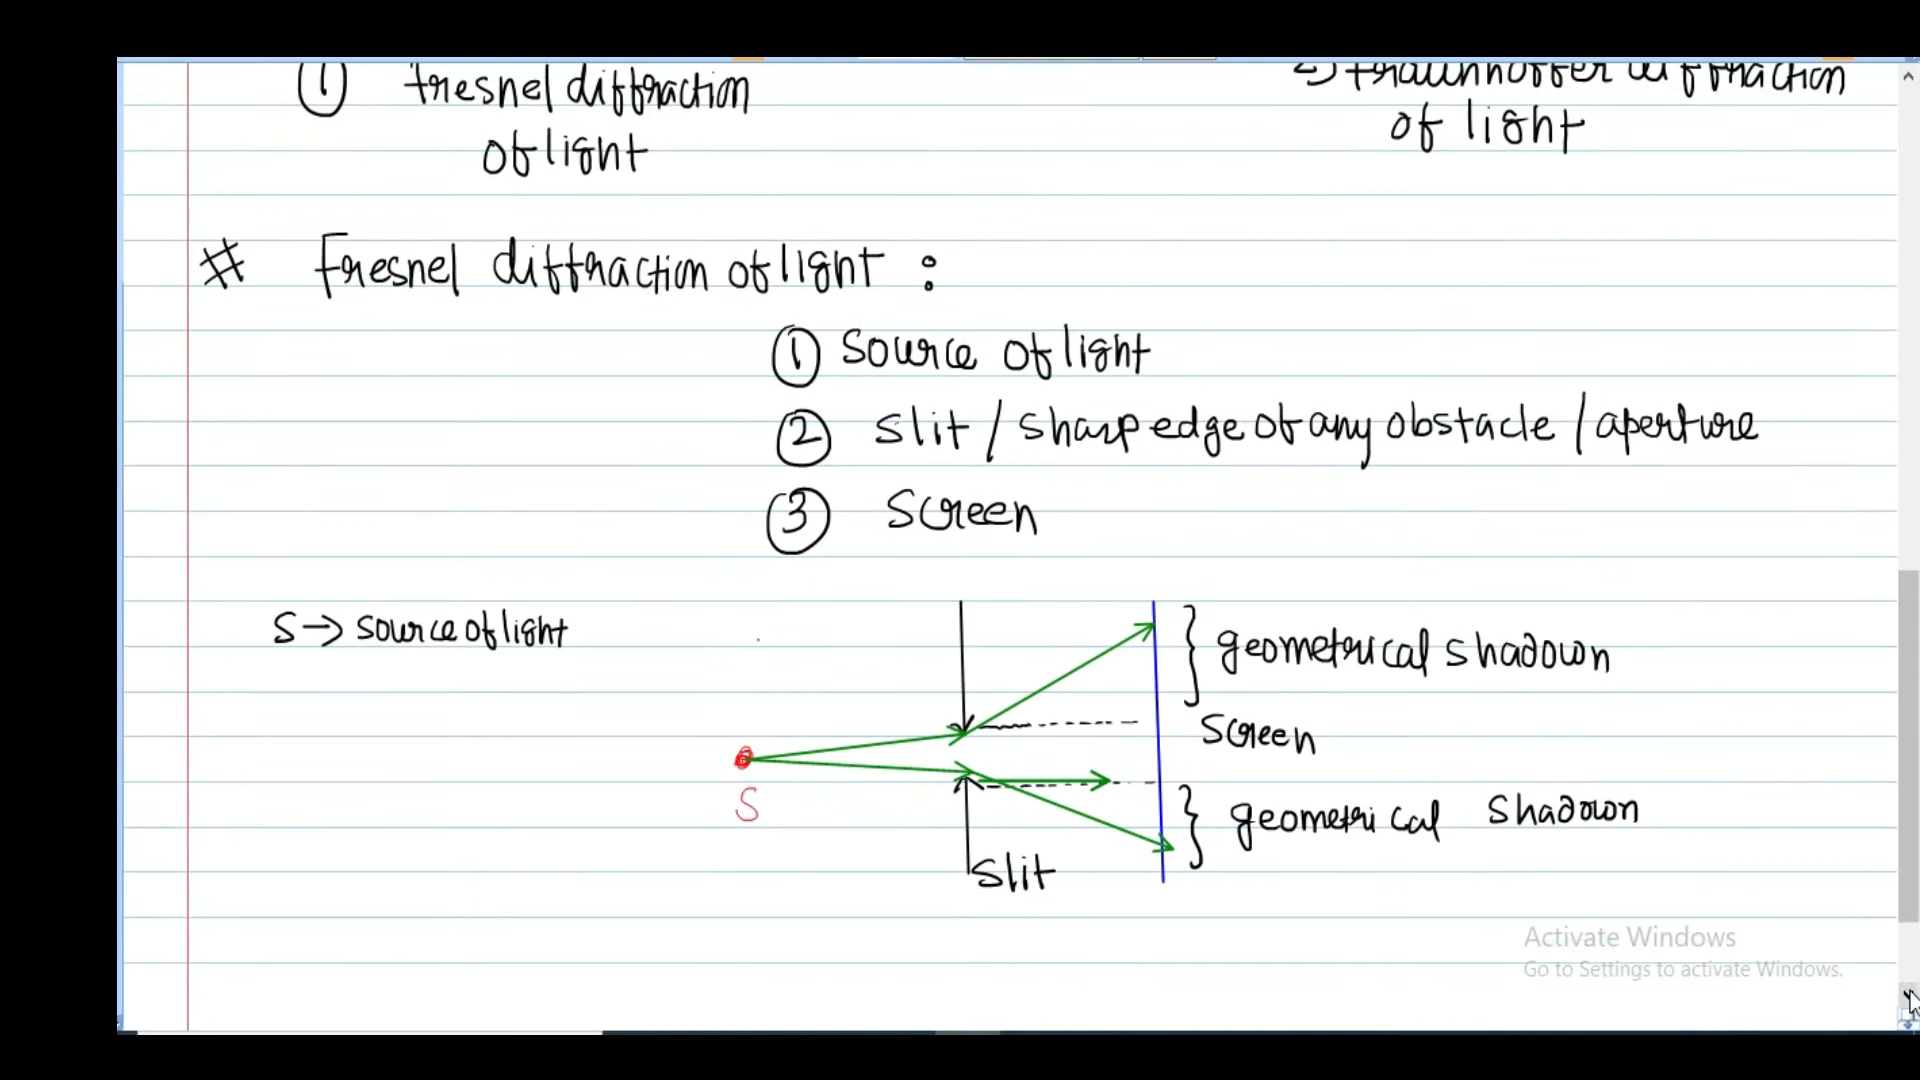 ① fresnel diffraction
of light
2) fraunhoffer diffraction
of light
# Fresnel diffraction of light :
① Source of light
② Slit / sharp edge of any obstacle / aperture
③ Screen
S → source of light
} geometrical shadown
Screen
S
} geometrical shadown
Slit
Activate Windows
Go to Settings to activate Windows.